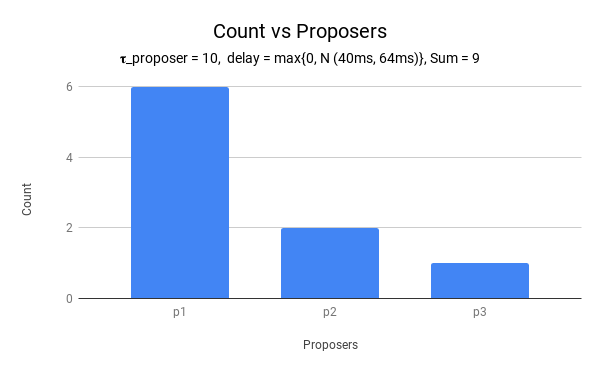 Count vs Proposers
τ_proposer = 10,  delay = max{0, N (40ms, 64ms)}, Sum = 9
6
4
2
0
Count
p1 p2 p3
Proposers